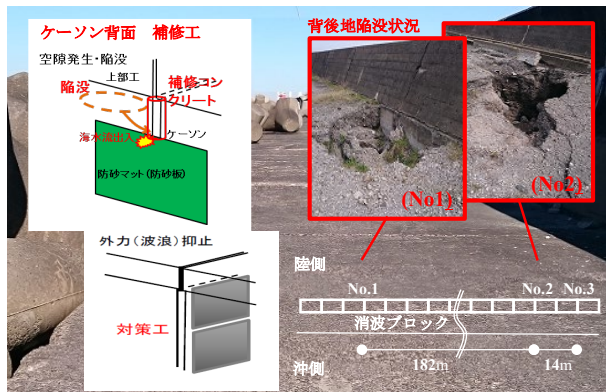 ケーソン背面 補修工
空隙発生・陥没
上部工
陥没
補修コン
クリート
海水流出入
ケーソン
防砂マット(防砂板)
外力(波浪)抑止
対策工
背後地陥没状況
(No1)
(No2)
陸側
No.1
No.2
No.3
消波ブロック
沖側
182m
14m